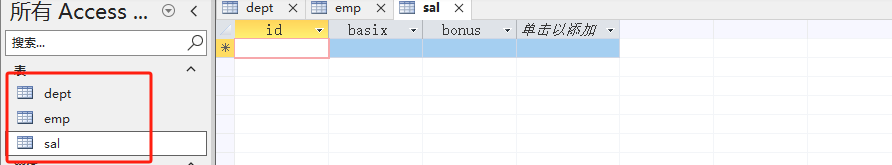 所有 Access ...
搜索...
表
dept
emp
sal
dept emp sal
id basix bonus 单击以添加